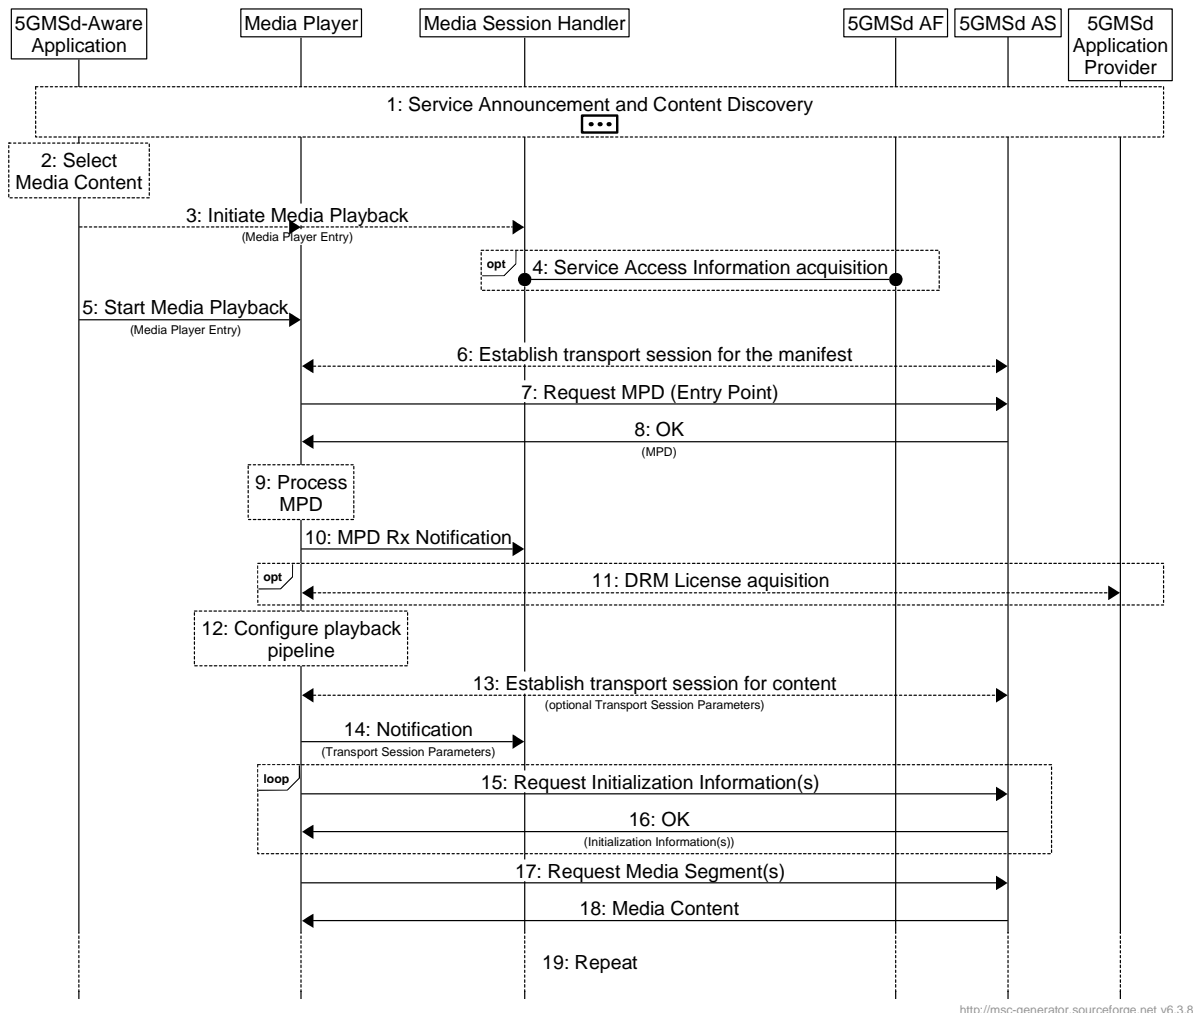 5GMSd-Aware
Application
Media Player
Media Session Handler
5GMSd AF
5GMSd AS
5GMSd
Application
Provider
1: Service Announcement and Content Discovery
2: Select
Media Content
3: Initiate Media Playback
(Media Player Entry)
opt
4: Service Access Information acquisition
5: Start Media Playback
(Media Player Entry)
6: Establish transport session for the manifest
7: Request MPD (Entry Point)
8: OK
(MPD)
9: Process
MPD
10: MPD Rx Notification
opt
11: DRM License aquisition
12: Configure playback
pipeline
13: Establish transport session for content
(optional Transport Session Parameters)
14: Notification
(Transport Session Parameters)
loop
15: Request Initialization Information(s)
16: OK
(Initialization Information(s))
17: Request Media Segment(s)
18: Media Content
19: Repeat
http://msc-generator.sourceforge.net v6.3.8